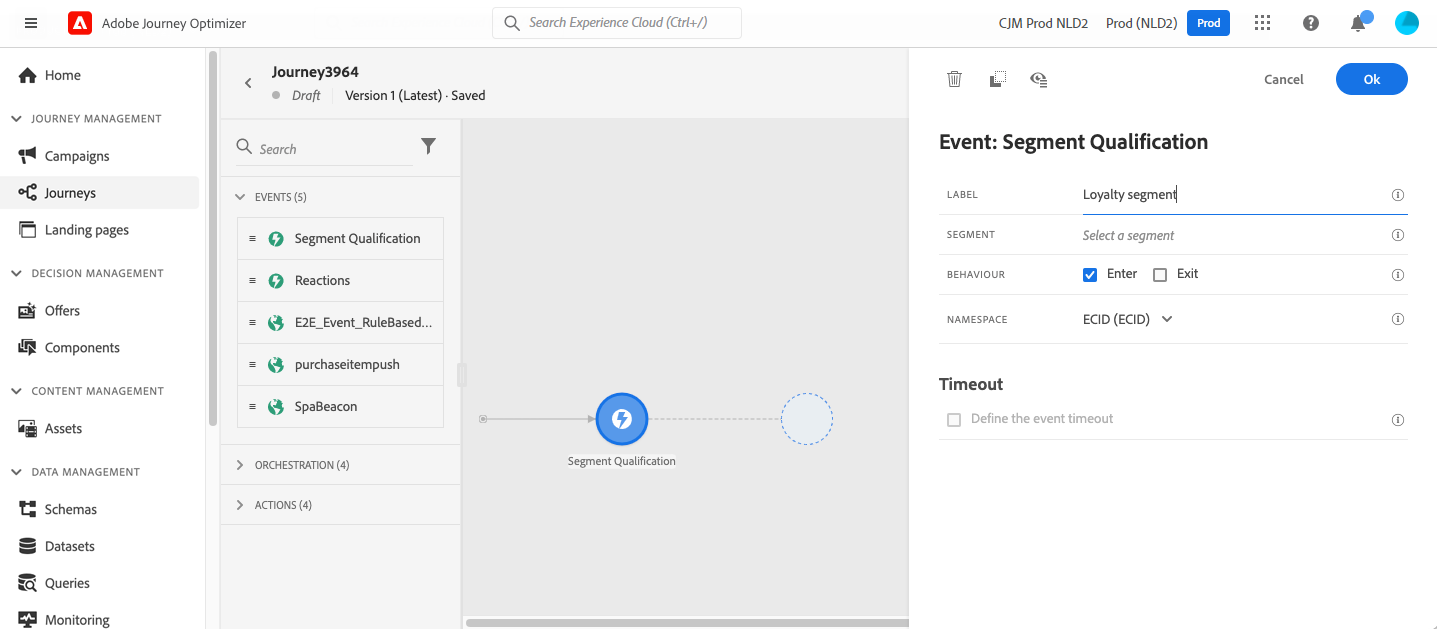 Adobe Journey Optimizer
Search Experience Cloud (Ctrl+/)
CJM Prod NLD2
Prod (NLD2)
Prod
Home
JOURNEY MANAGEMENT
Campaigns
Journeys
Landing pages
DECISION MANAGEMENT
Offers
Components
CONTENT MANAGEMENT
Assets
DATA MANAGEMENT
Schemas
Datasets
Queries
Monitoring
Journey3964
Draft
Version 1 (Latest) · Saved
Search
EVENTS (5)
Segment Qualification
Reactions
E2E_Event_RuleBased...
purchaseitempush
SpaBeacon
ORCHESTRATION (4)
ACTIONS (4)
Segment Qualification
Cancel
Ok
Event: Segment Qualification
LABEL
Loyalty segment
SEGMENT
Select a segment
BEHAVIOUR
Enter
Exit
NAMESPACE
ECID (ECID)
Timeout
Define the event timeout